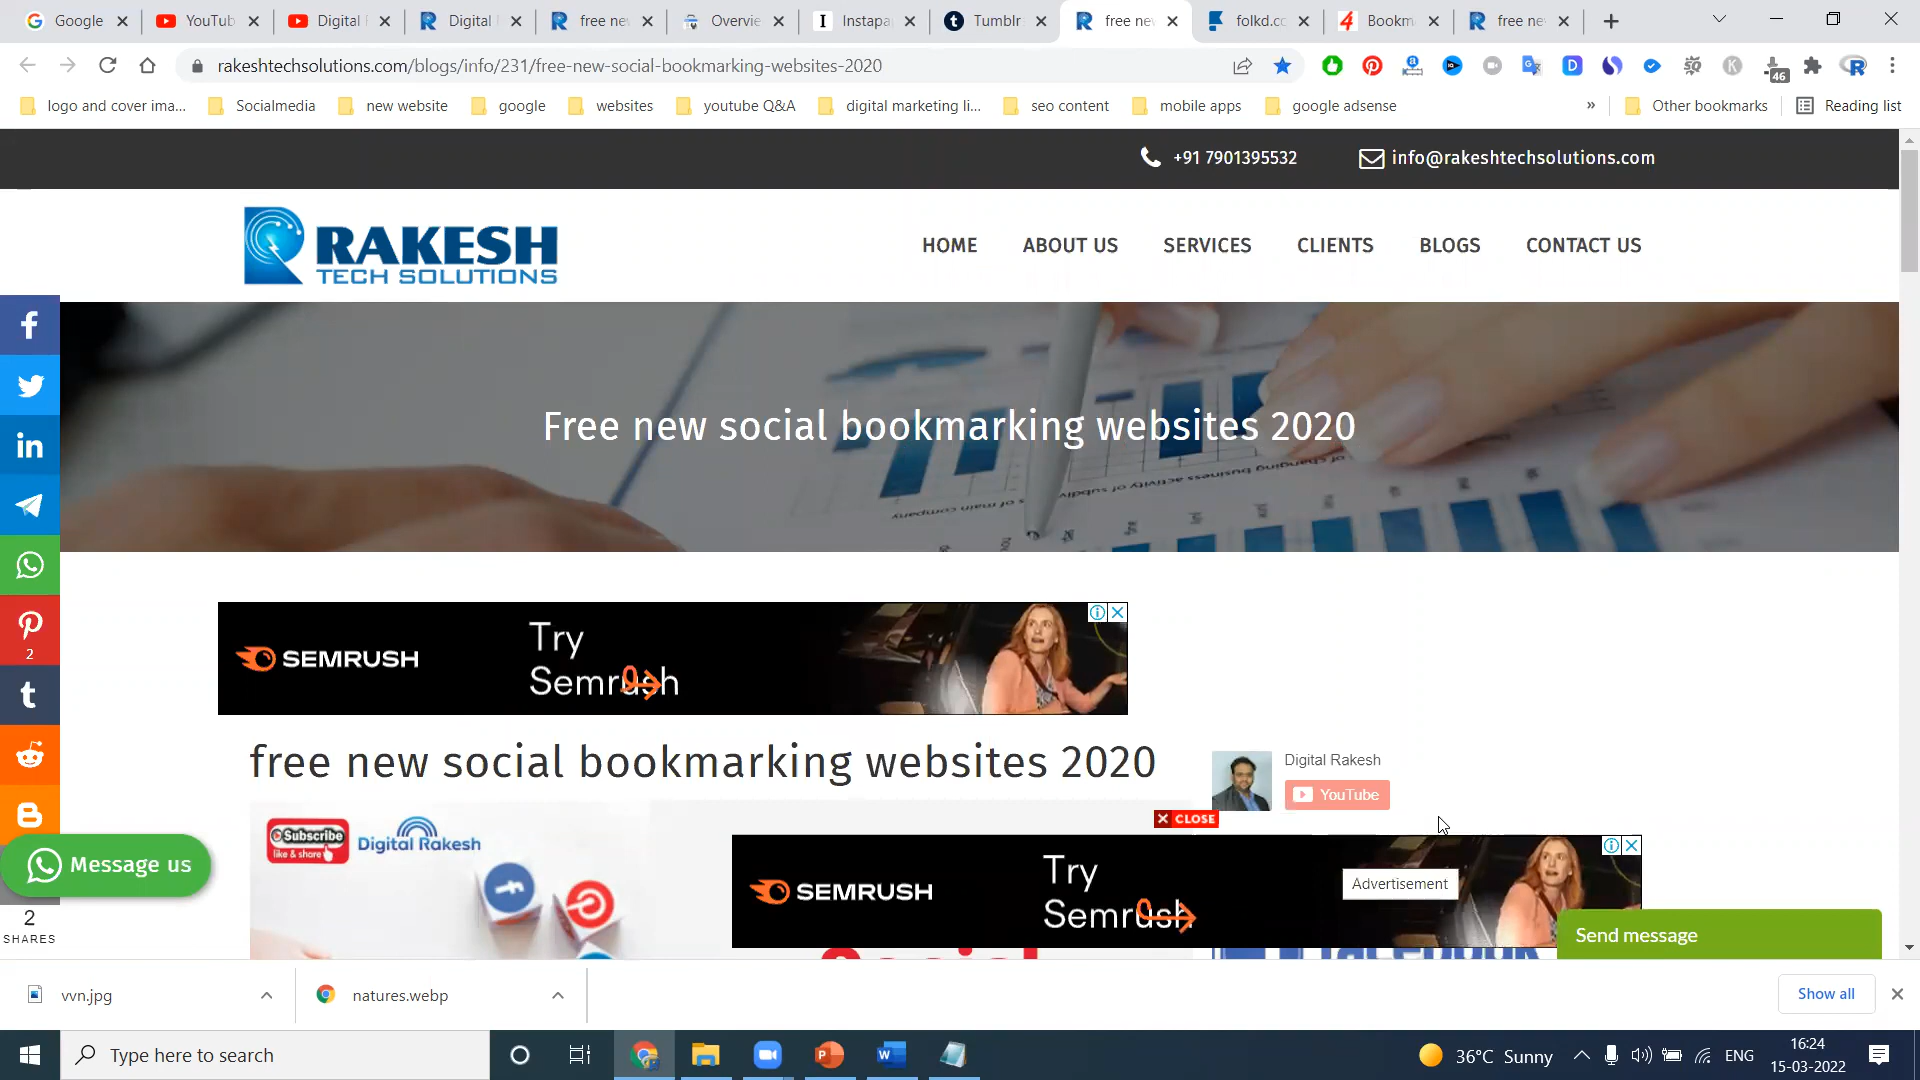 Google
YouTub
Digital
Digital
free ne
Overvie
Instapa
Tumblr
free ne
folkd.c
Bookm
free ne
rakeshtechsolutions.com/blogs/info/231/free-new-social-bookmarking-websites-2020
46
logo and cover ima...
Socialmedia
new website
google
websites
youtube Q&A
digital marketing li...
seo content
mobile apps
google adsense
»
Other bookmarks
Reading list
+91 7901395532
info@rakeshtechsolutions.com
RAKESH
TECH SOLUTIONS
HOME
ABOUT US
SERVICES
CLIENTS
BLOGS
CONTACT US
Free new social bookmarking websites 2020
SEMRUSH
Try
Semrush
free new social bookmarking websites 2020
Digital Rakesh
YouTube
CLOSE
Subscribe
like & share
Digital Rakesh
SEMRUSH
Try
Semrush
Advertisement
2
Message us
2
SHARES
Send message
vvn.jpg
natures.webp
Show all
Type here to search
36°C Sunny
ENG
16:24
15-03-2022